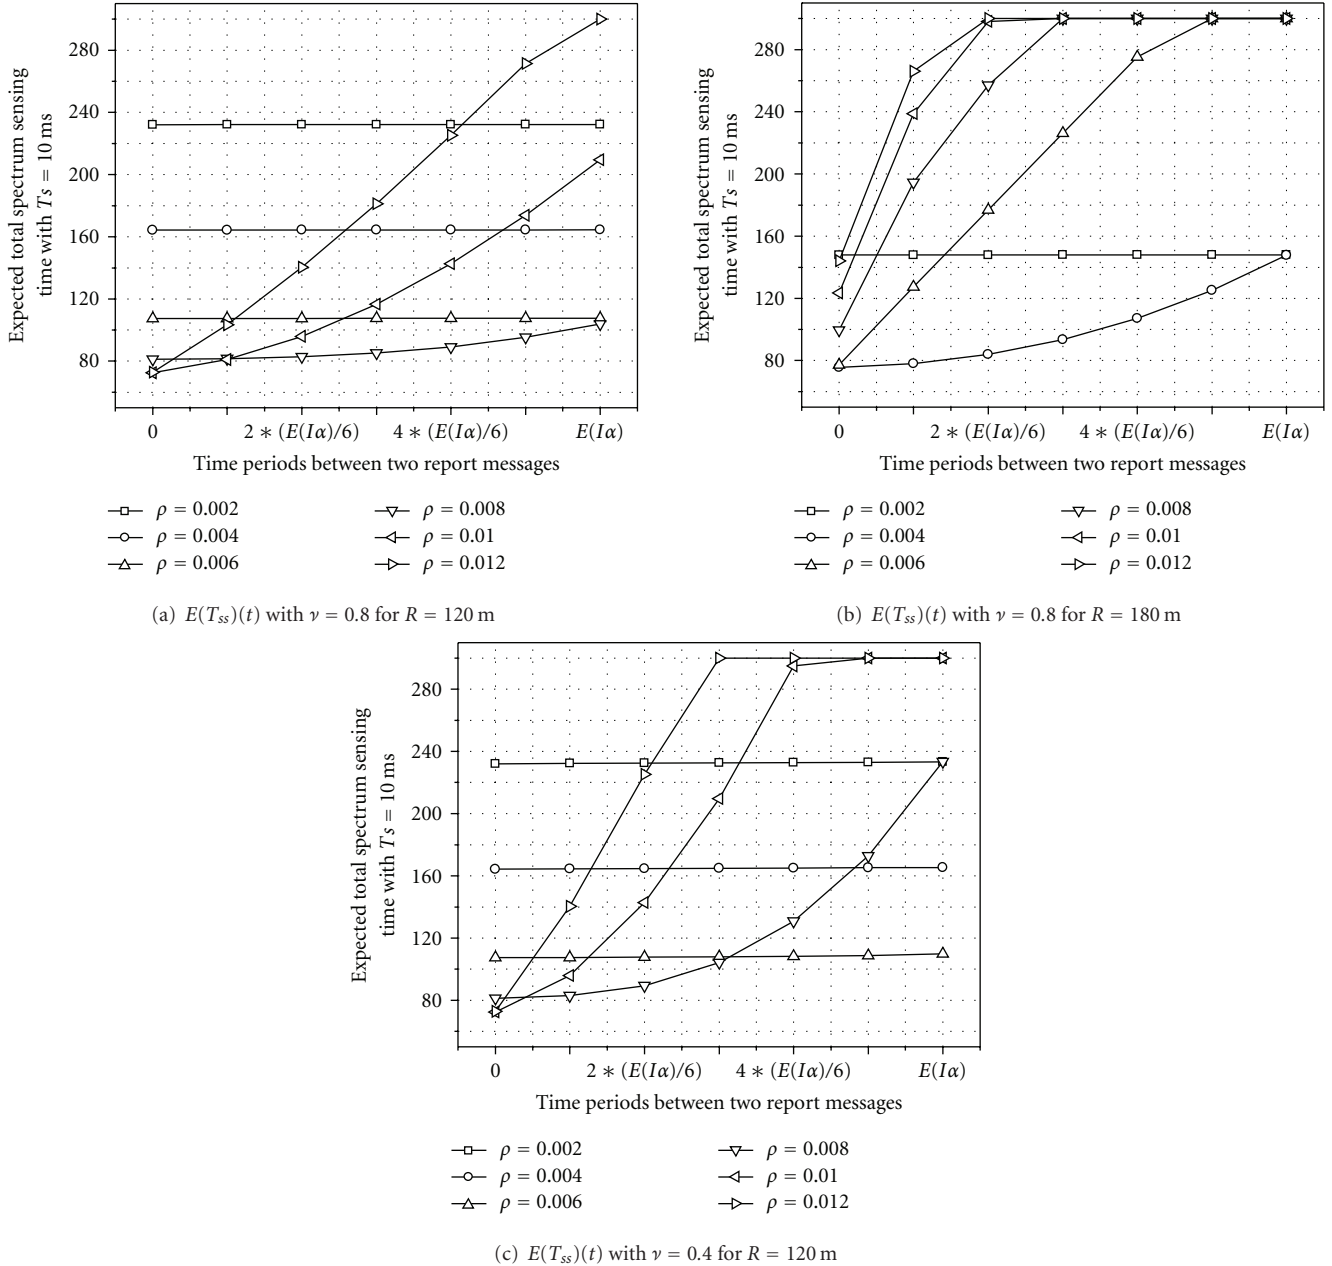 Expected total spectrum sensing
time with Ts = 10 ms
280
240
200
160
120
80
0
2 ∗ (E(Iα)/6)
4 ∗ (E(Iα)/6)
E(Iα)
Time periods between two report messages
ρ = 0.002
ρ = 0.004
ρ = 0.006
ρ = 0.008
ρ = 0.01
ρ = 0.012
(a) E(Tss)(t) with ν = 0.8 for R = 120 m
Expected total spectrum sensing
time with Ts = 10 ms
280
240
200
160
120
80
0
2 ∗ (E(Iα)/6)
4 ∗ (E(Iα)/6)
E(Iα)
Time periods between two report messages
ρ = 0.002
ρ = 0.004
ρ = 0.006
ρ = 0.008
ρ = 0.01
ρ = 0.012
(b) E(Tss)(t) with ν = 0.8 for R = 180 m
Expected total spectrum sensing
time with Ts = 10 ms
280
240
200
160
120
80
0
2 ∗ (E(Iα)/6)
4 ∗ (E(Iα)/6)
E(Iα)
Time periods between two report messages
ρ = 0.002
ρ = 0.004
ρ = 0.006
ρ = 0.008
ρ = 0.01
ρ = 0.012
(c) E(Tss)(t) with ν = 0.4 for R = 120 m